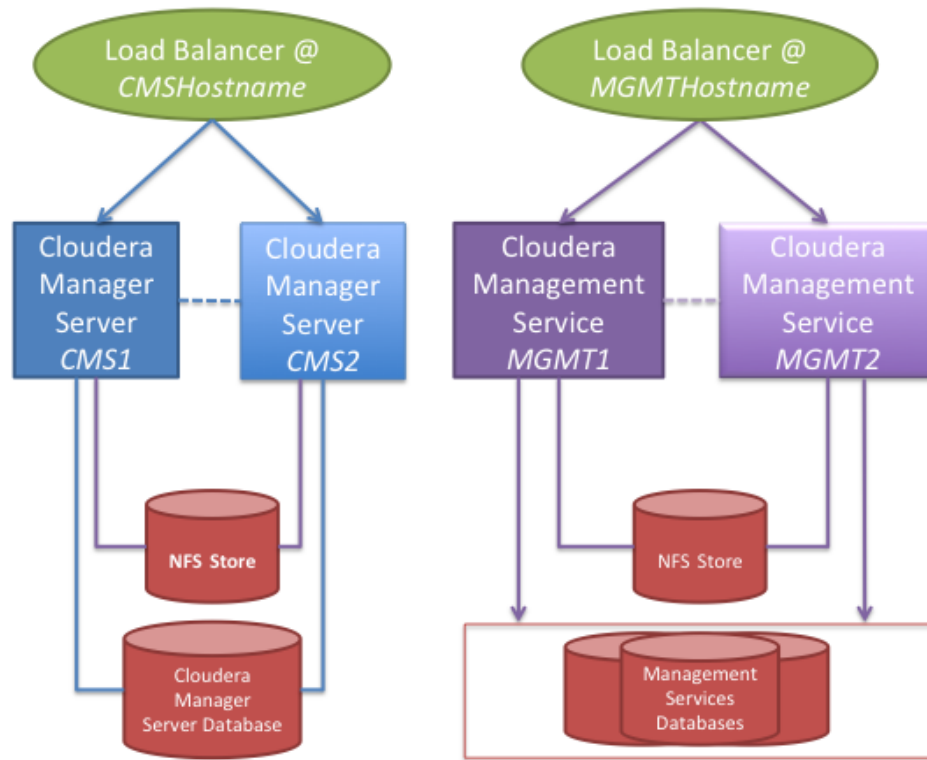 Load Balancer @
CMSHostname
Load Balancer @
MGMTHostname
Cloudera
Manager
Server
CMS1
Cloudera
Manager
Server
CMS2
Cloudera
Management
Service
MGMT1
Cloudera
Management
Service
MGMT2
NFS Store
NFS Store
Cloudera
Manager
Server Database
Management
Services
Databases